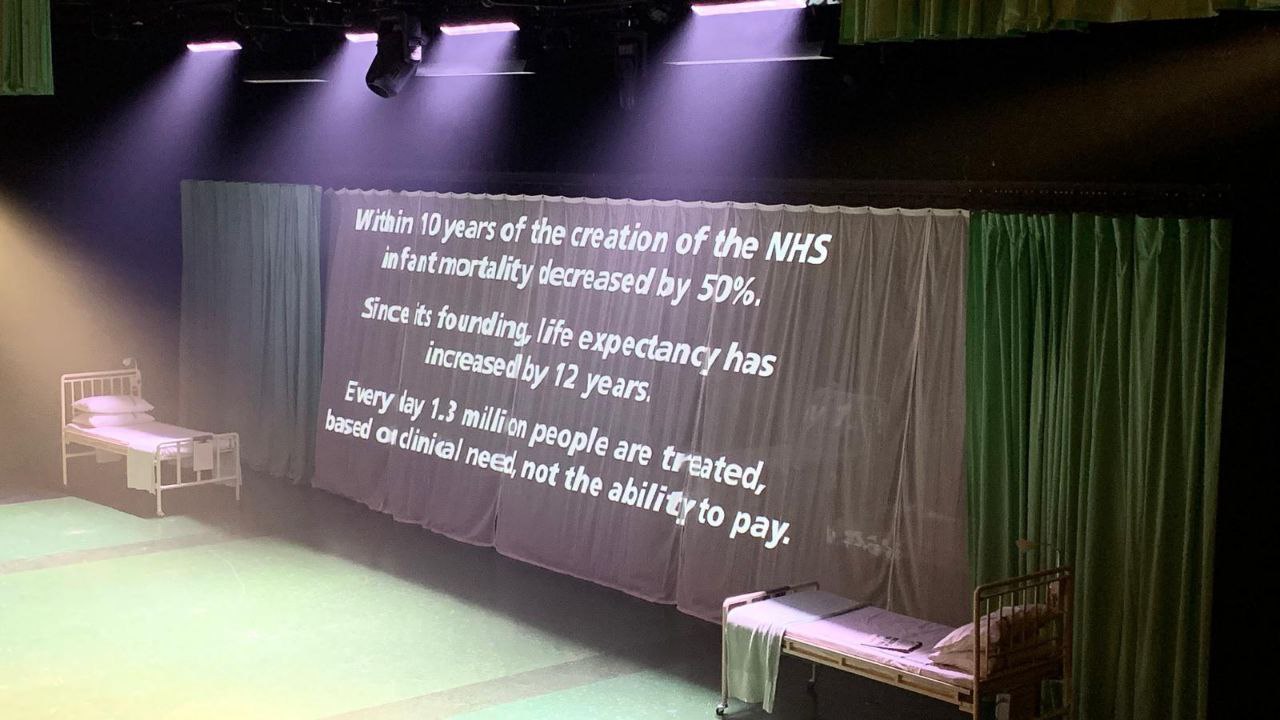 Within 10 years of the creation of the NHS
infant mortality decreased by 50%.
Since its founding, life expectancy has
increased by 12 years.
Every day 1.3 million people are treated,
based on clinical need, not the ability to pay.